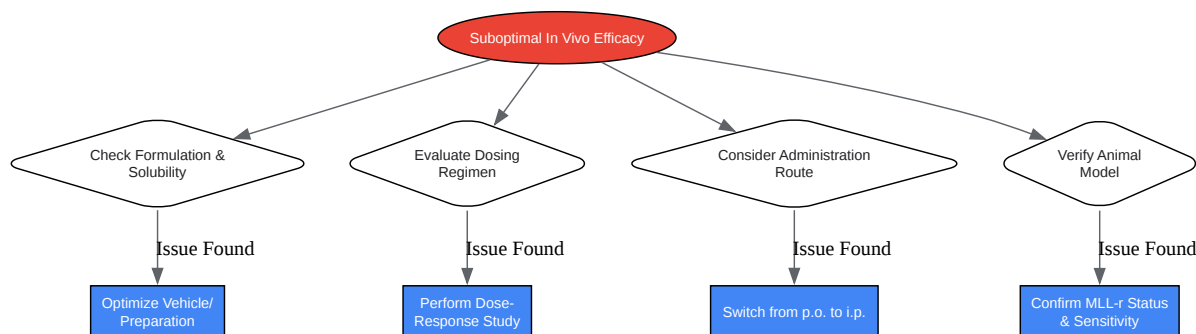 Suboptimal In Vivo Efficacy
Check Formulation &
Solubility
Evaluate Dosing
Regimen
Consider Administration
Route
Verify Animal
Model
Issue Found
Issue Found
Issue Found
Issue Found
Optimize Vehicle/
Preparation
Perform Dose-
Response Study
Switch from p.o. to i.p.
Confirm MLL-r Status
& Sensitivity